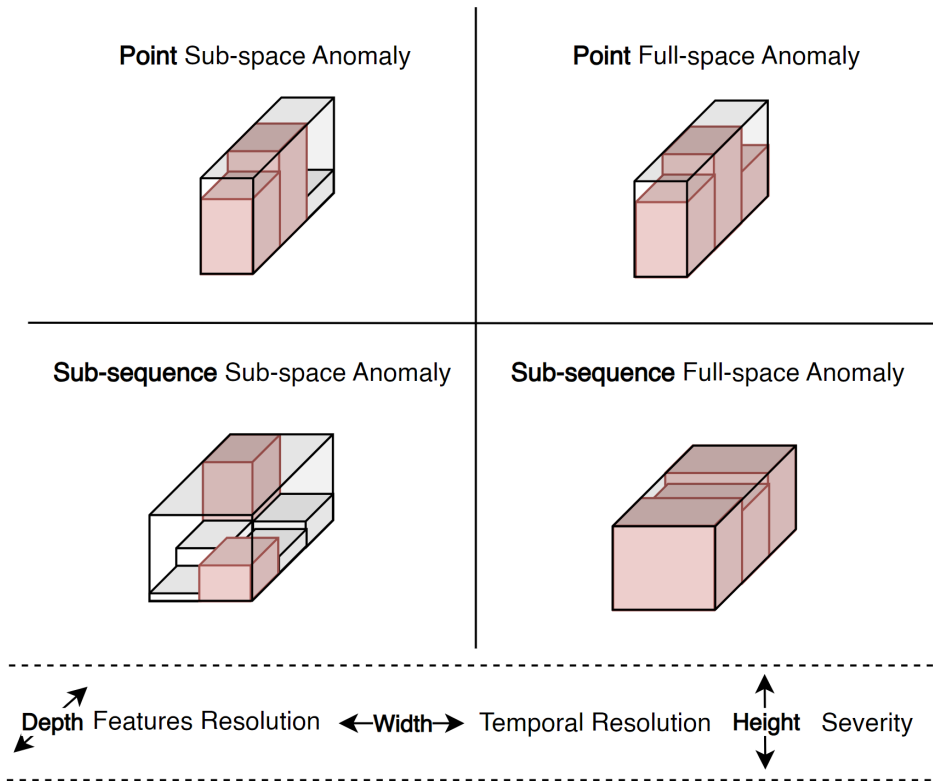 Point Sub-space Anomaly
Point Full-space Anomaly
Sub-sequence Sub-space Anomaly
Sub-sequence Full-space Anomaly
Depth Features Resolution
Width Temporal Resolution
Height Severity